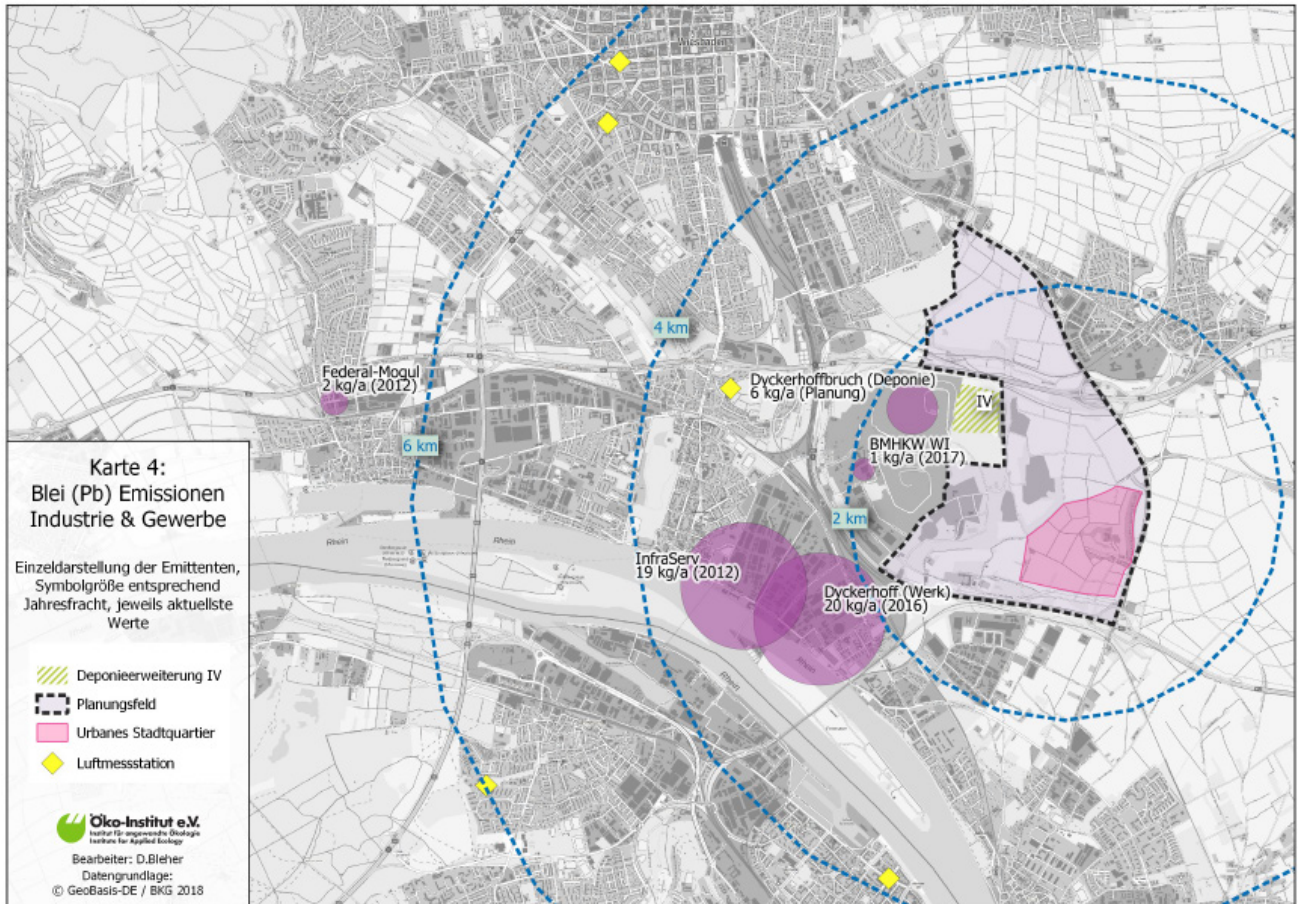 Wiesbaden
4 km
Federal-Mogul
2 kg/a (2012)
Dyckerhoffbruch (Deponie)
6 kg/a (Planung)
IV
6 km
BMHKW WI
1 kg/a (2017)
2 km
InfraServ
19 kg/a (2012)
Dyckerhoff (Werk)
20 kg/a (2016)
Rhein
Rhein
Rhein
Rhein
Karte 4:
Blei (Pb) Emissionen
Industrie & Gewerbe
Einzeldarstellung der Emittenten,
Symbolgröße entsprechend
Jahresfracht, jeweils aktuellste
Werte
Deponieerweiterung IV
Planungsfeld
Urbanes Stadtquartier
Luftmessstation
Öko-Institut e.V.
Institut für angewandte Ökologie
Institute for Applied Ecology
Bearbeiter: D.Bleher
Datengrundlage:
© GeoBasis-DE / BKG 2018